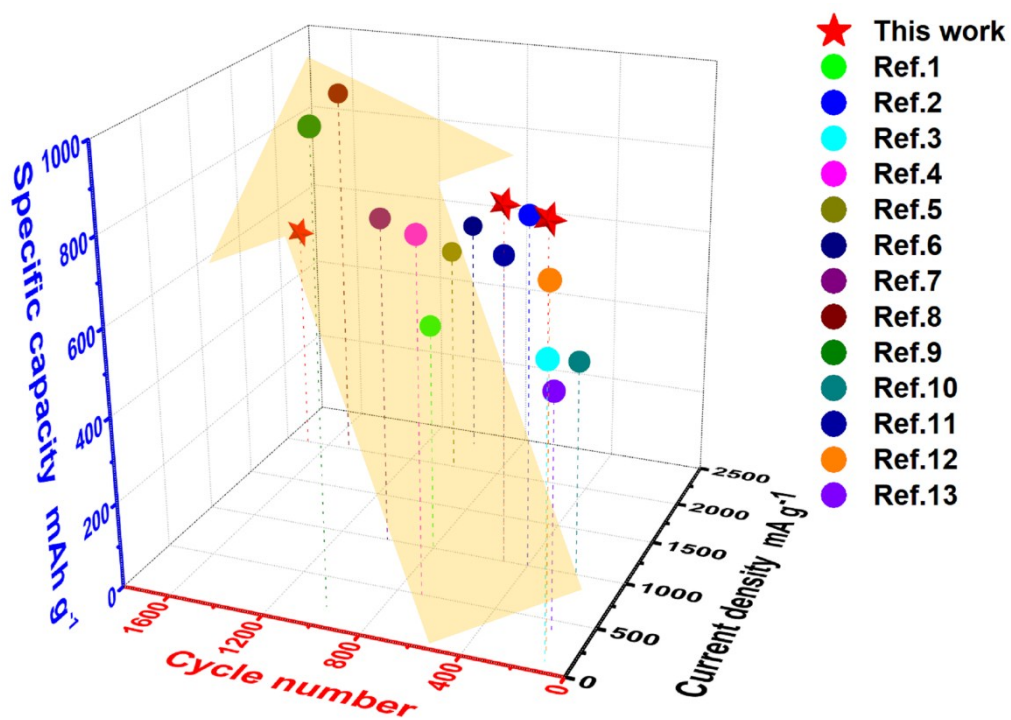 This work
Ref.1
Ref.2
Ref.3
Ref.4
Ref.5
Ref.6
Ref.7
Ref.8
Ref.9
Ref.10
Ref.11
Ref.12
Ref.13
Specific capacity mAh g⁻¹
1000
800
600
400
200
0
Cycle number
1600
1200
800
400
0
Current density mA g⁻¹
0
500
1000
1500
2000
2500